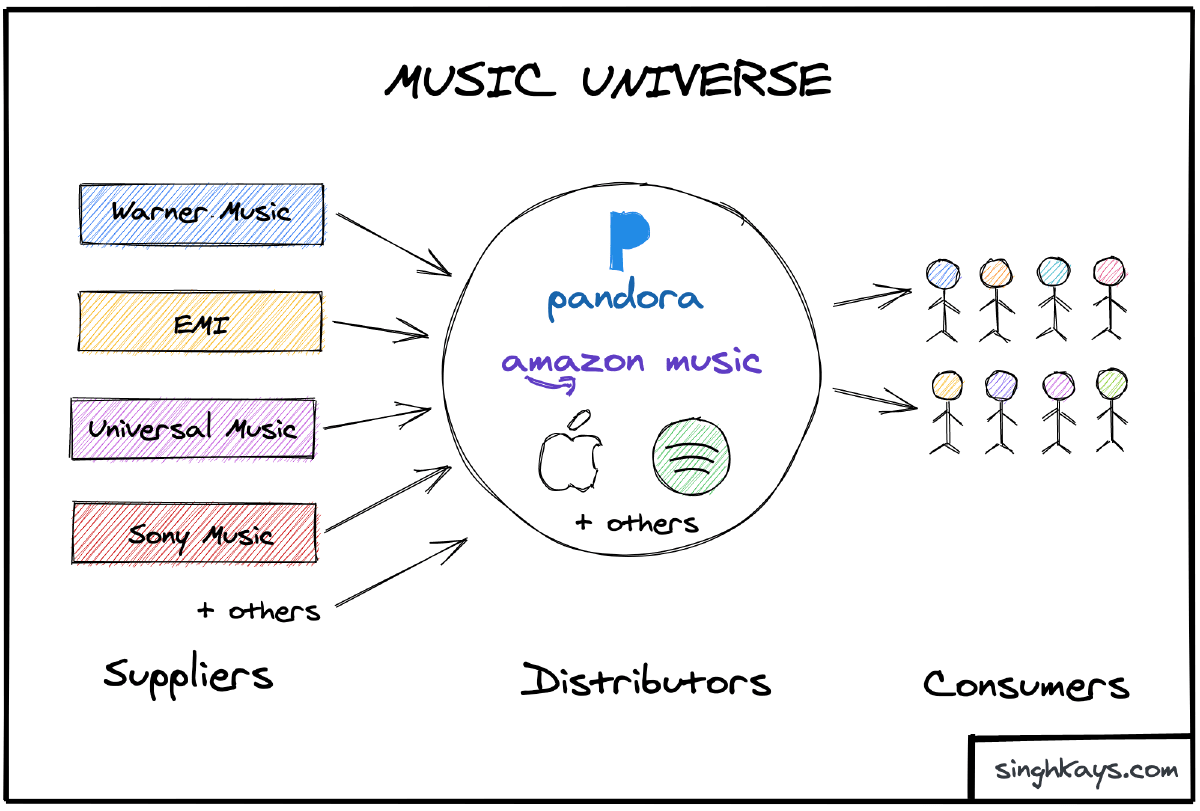 MUSIC UNIVERSE
Warner Music
EMI
Universal Music
Sony Music
+ others
Suppliers
pandora
amazon music
+ others
Distributors
Consumers
singhkays.com